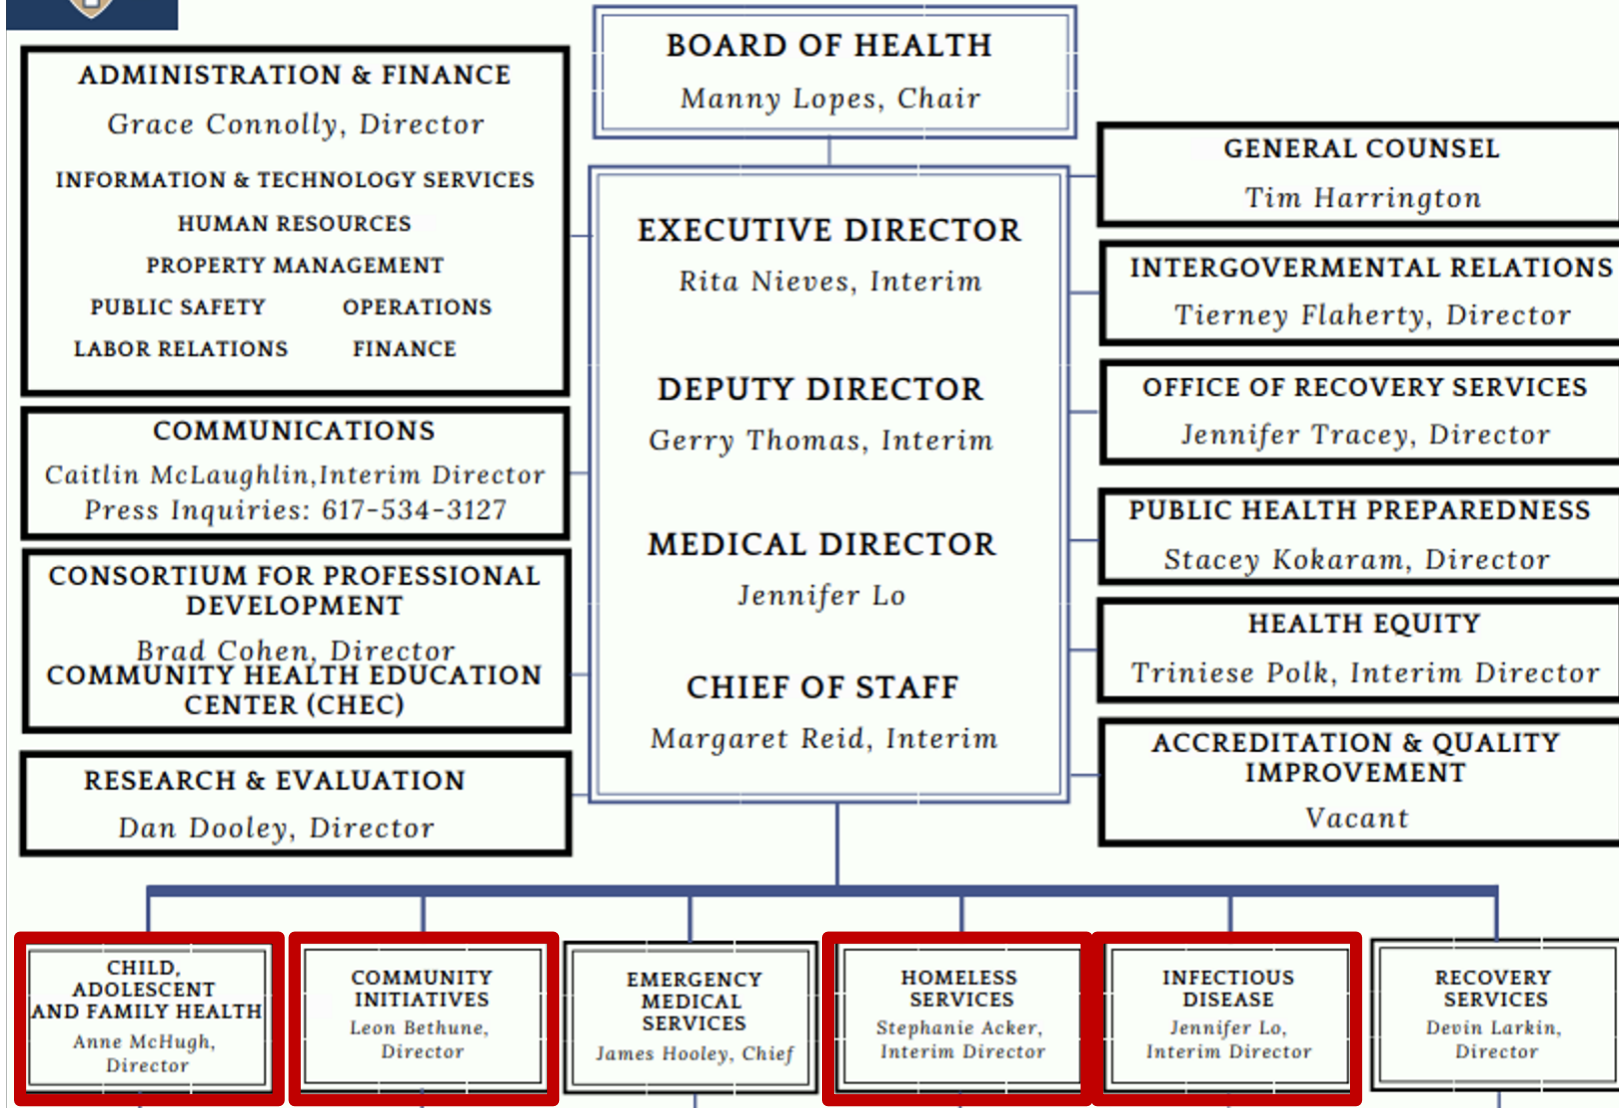 BOARD OF HEALTH
Manny Lopes, Chair
ADMINISTRATION & FINANCE
Grace Connolly, Director
INFORMATION & TECHNOLOGY SERVICES
HUMAN RESOURCES
PROPERTY MANAGEMENT
PUBLIC SAFETY OPERATIONS
LABOR RELATIONS FINANCE
COMMUNICATIONS
Caitlin McLaughlin,Interim Director
Press Inquiries: 617-534-3127
CONSORTIUM FOR PROFESSIONAL
DEVELOPMENT
Brad Cohen, Director
COMMUNITY HEALTH EDUCATION
CENTER (CHEC)
RESEARCH & EVALUATION
Dan Dooley, Director
EXECUTIVE DIRECTOR
Rita Nieves, Interim
DEPUTY DIRECTOR
Gerry Thomas, Interim
MEDICAL DIRECTOR
Jennifer Lo
CHIEF OF STAFF
Margaret Reid, Interim
GENERAL COUNSEL
Tim Harrington
INTERGOVERMENTAL RELATIONS
Tierney Flaherty, Director
OFFICE OF RECOVERY SERVICES
Jennifer Tracey, Director
PUBLIC HEALTH PREPAREDNESS
Stacey Kokaram, Director
HEALTH EQUITY
Triniese Polk, Interim Director
ACCREDITATION & QUALITY
IMPROVEMENT
Vacant
CHILD,
ADOLESCENT
AND FAMILY HEALTH
Anne McHugh,
Director
COMMUNITY
INITIATIVES
Leon Bethune,
Director
EMERGENCY
MEDICAL
SERVICES
James Hooley, Chief
HOMELESS
SERVICES
Stephanie Acker,
Interim Director
INFECTIOUS
DISEASE
Jennifer Lo,
Interim Director
RECOVERY
SERVICES
Devin Larkin,
Director